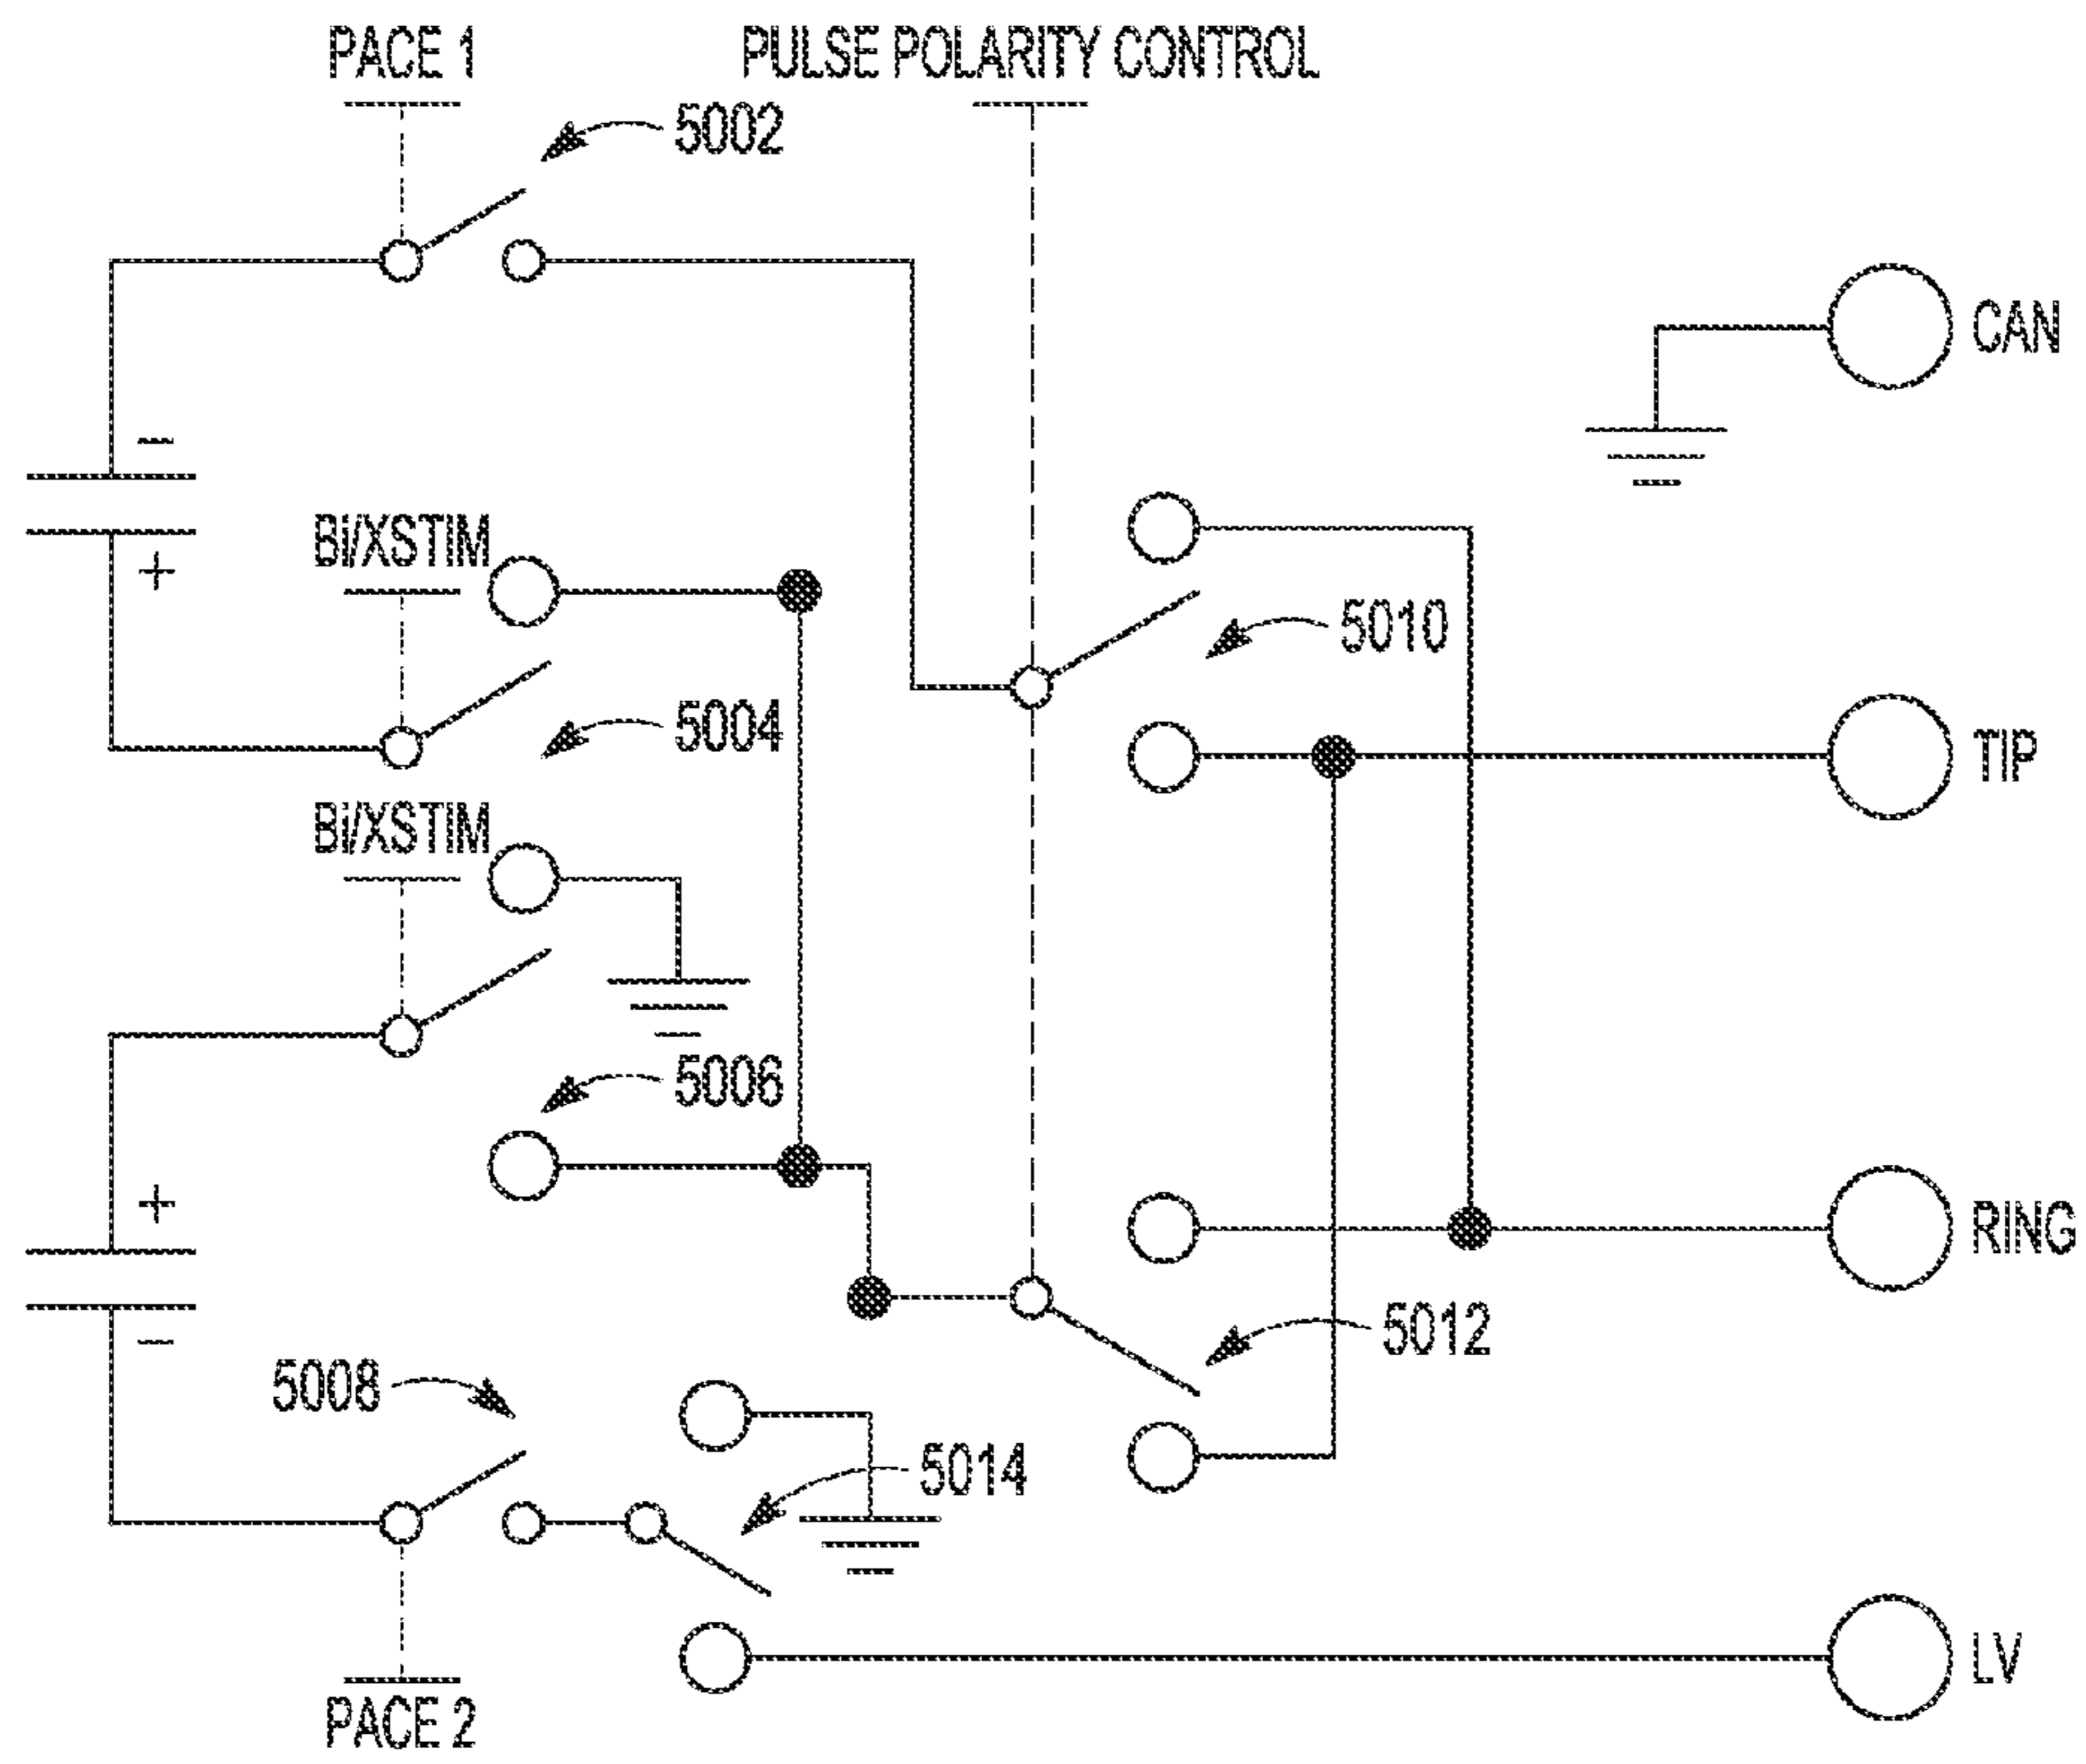 PACE 1
PULSE POLARITY CONTROL
5002
CAN
−
+
Bi/XSTIM
5010
5004
TIP
Bi/XSTIM
5006
+
RING
−
5012
5008
5014
LV
PACE 2